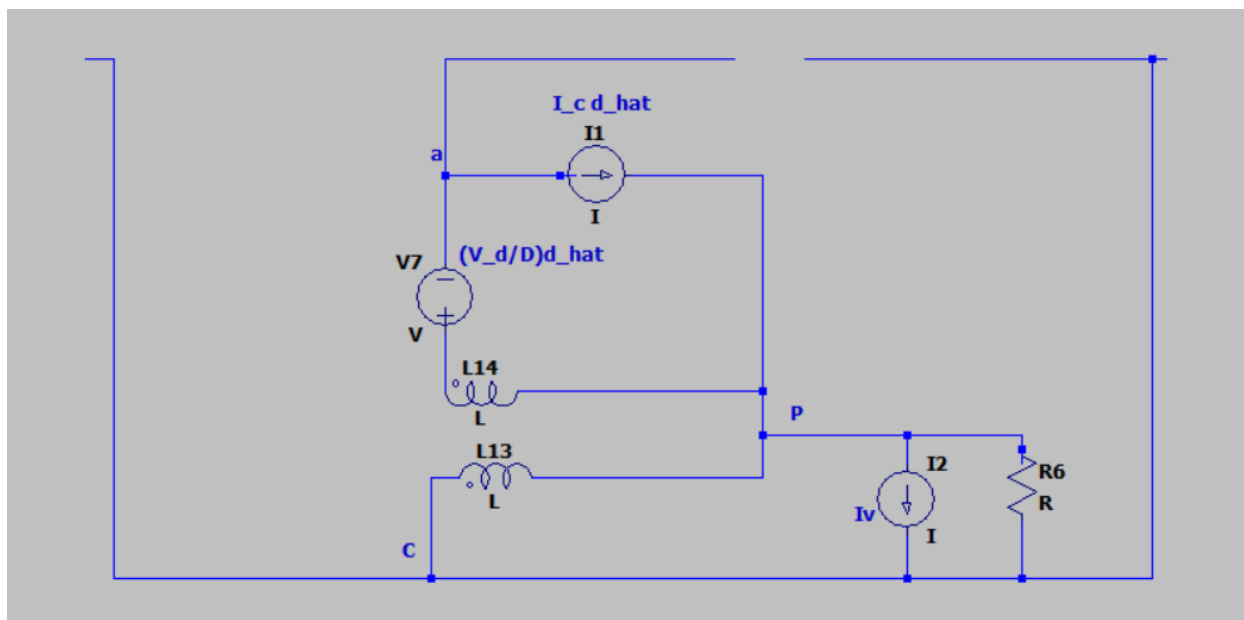 I_c d_hat
I1
a
I
(V_d/D)d_hat
V7
V
L14
L
P
L13
L
I2
R6
R
Iv
I
C